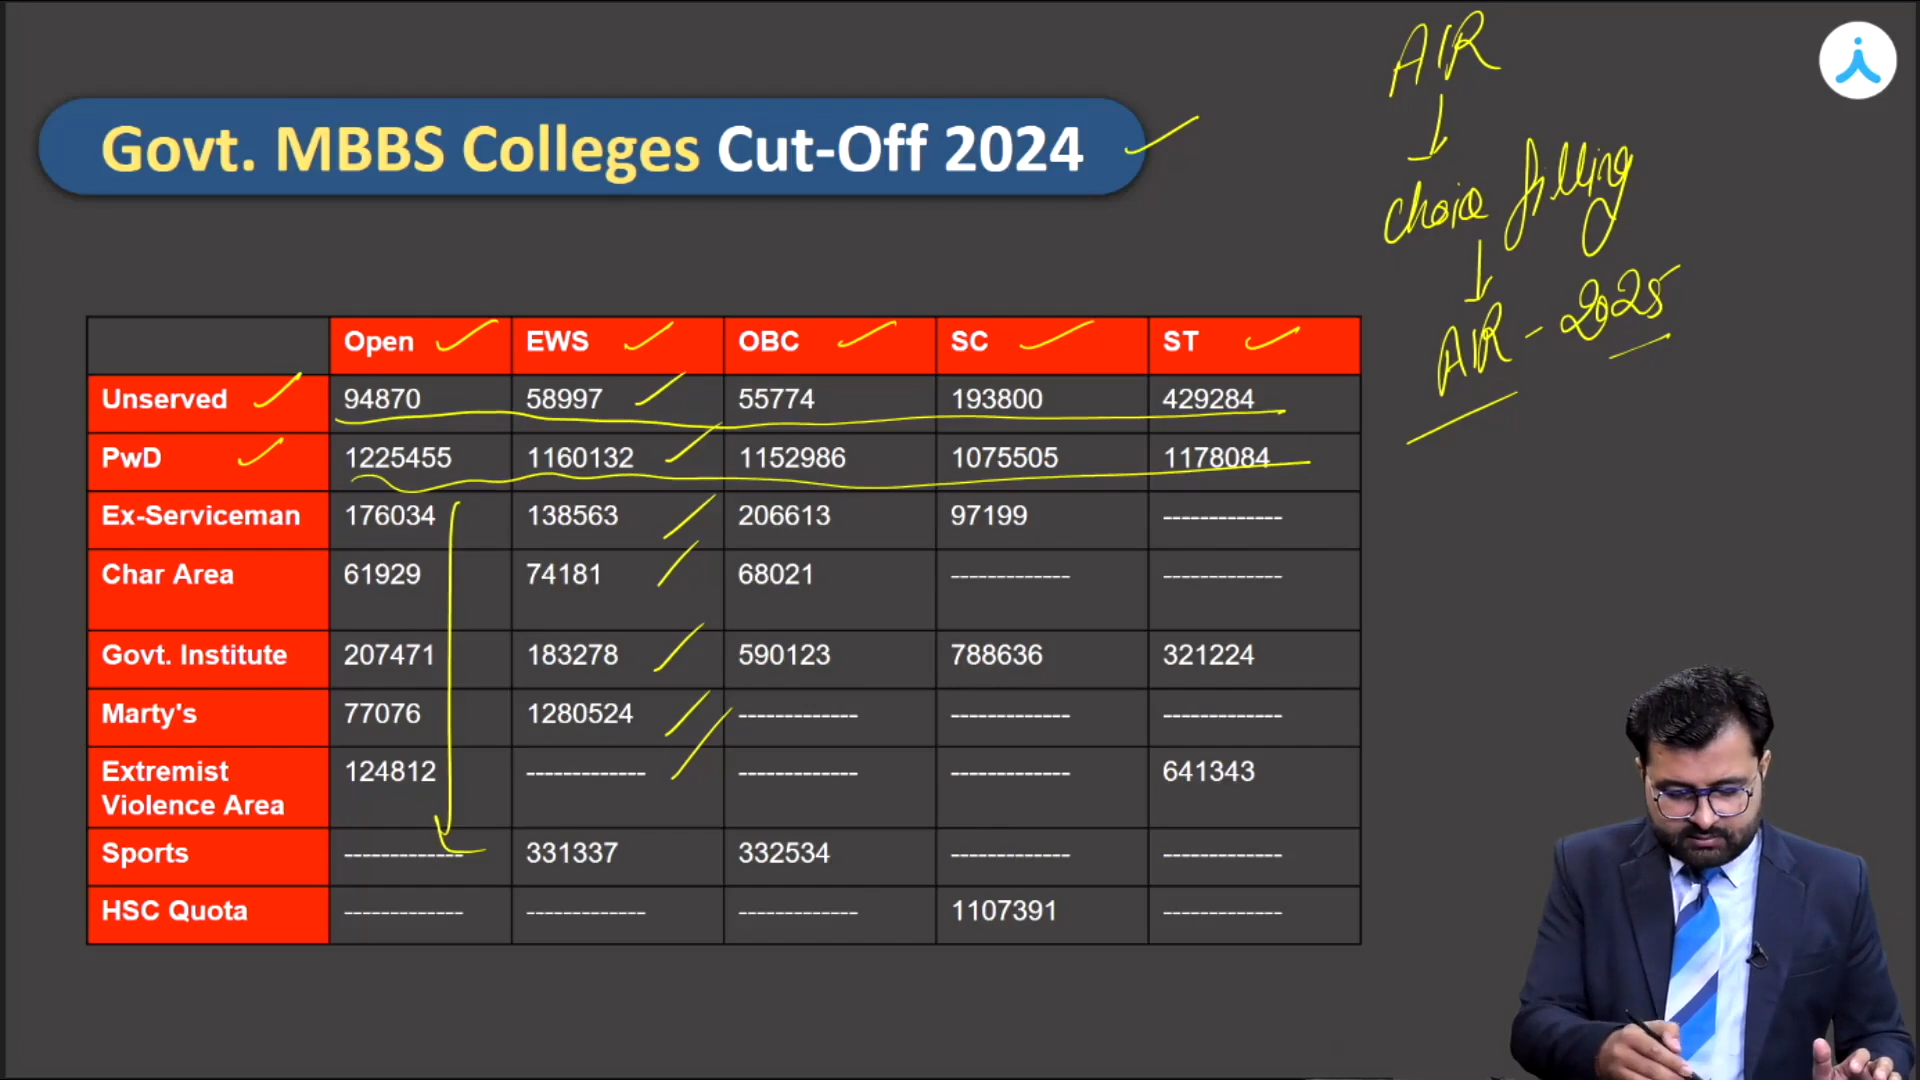 AIR
Govt. MBBS Colleges Cut-Off 2024
choice filling
AIR - 2025
Open EWS OBC SC ST
Unserved 94870 58997 55774 193800 429284
PwD 1225455 1160132 1152986 1075505 1178084
Ex-Serviceman 176034 138563 206613 97199 -------------
Char Area 61929 74181 68021 ------------- -------------
Govt. Institute 207471 183278 590123 788636 321224
Marty's 77076 1280524 ------------- ------------- -------------
Extremist
Violence Area 124812 ------------- ------------- ------------- 641343
Sports ------------- 331337 332534 ------------- -------------
HSC Quota ------------- ------------- ------------- 1107391 -------------